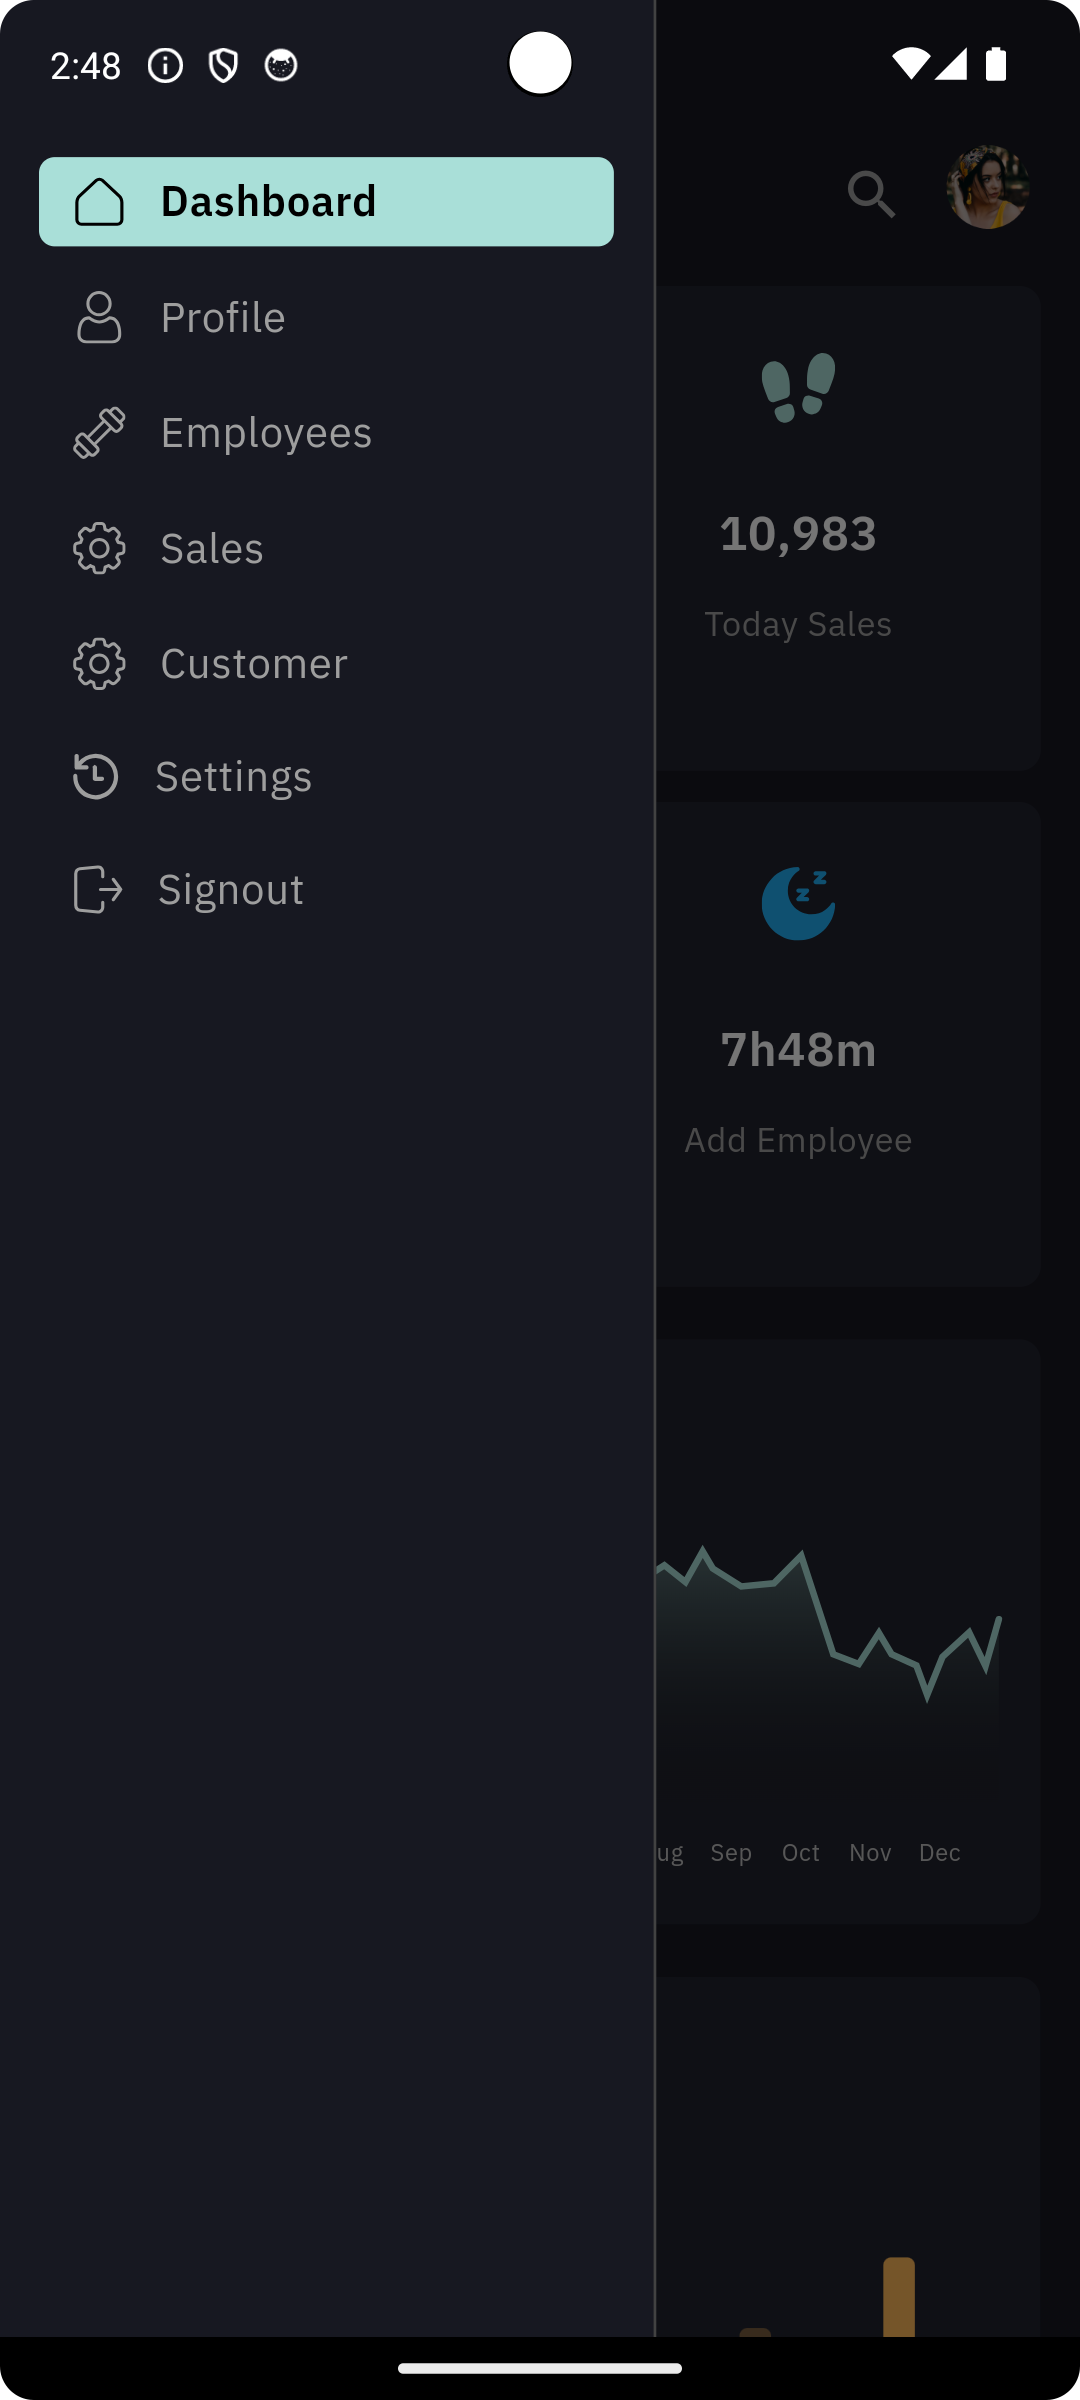 2:48
Dashboard
Profile
Employees
Sales
Customer
Settings
Signout
10,983
Today Sales
7h48m
Add Employee
ug Sep Oct Nov Dec